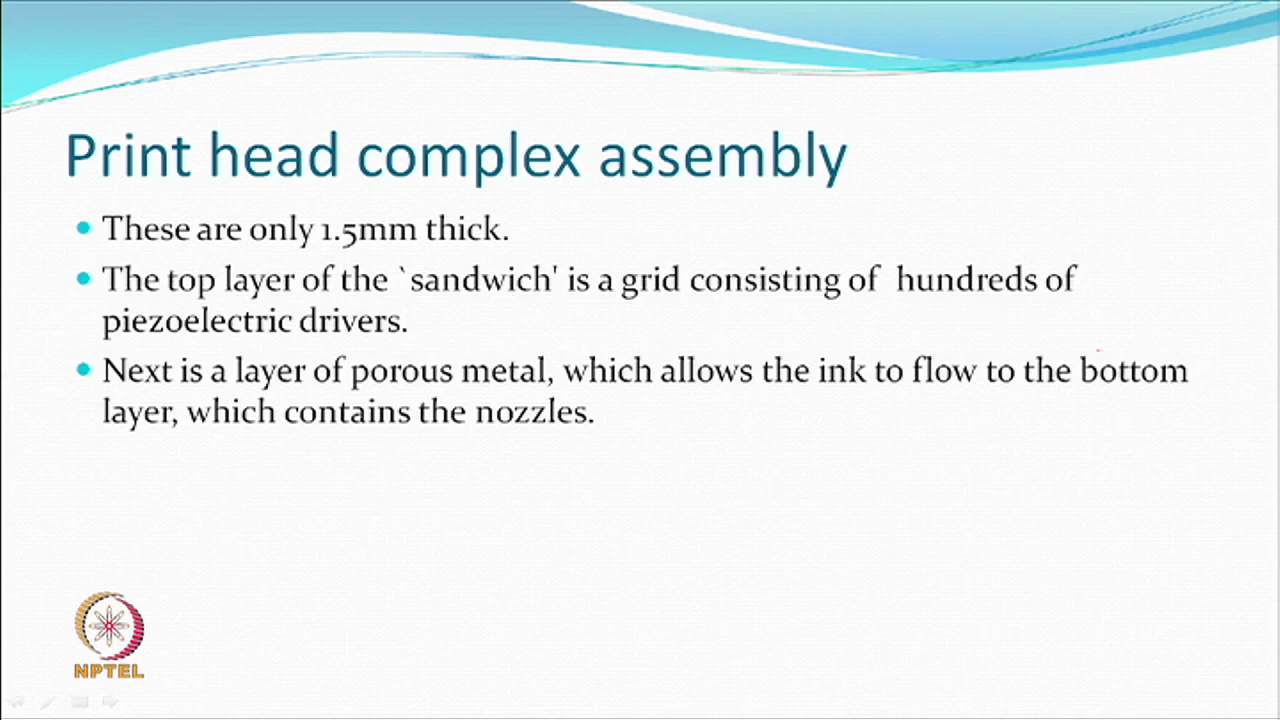 Print head complex assembly
These are only 1.5mm thick.
The top layer of the `sandwich' is a grid consisting of hundreds of
piezoelectric drivers.
Next is a layer of porous metal, which allows the ink to flow to the bottom
layer, which contains the nozzles.
NPTEL